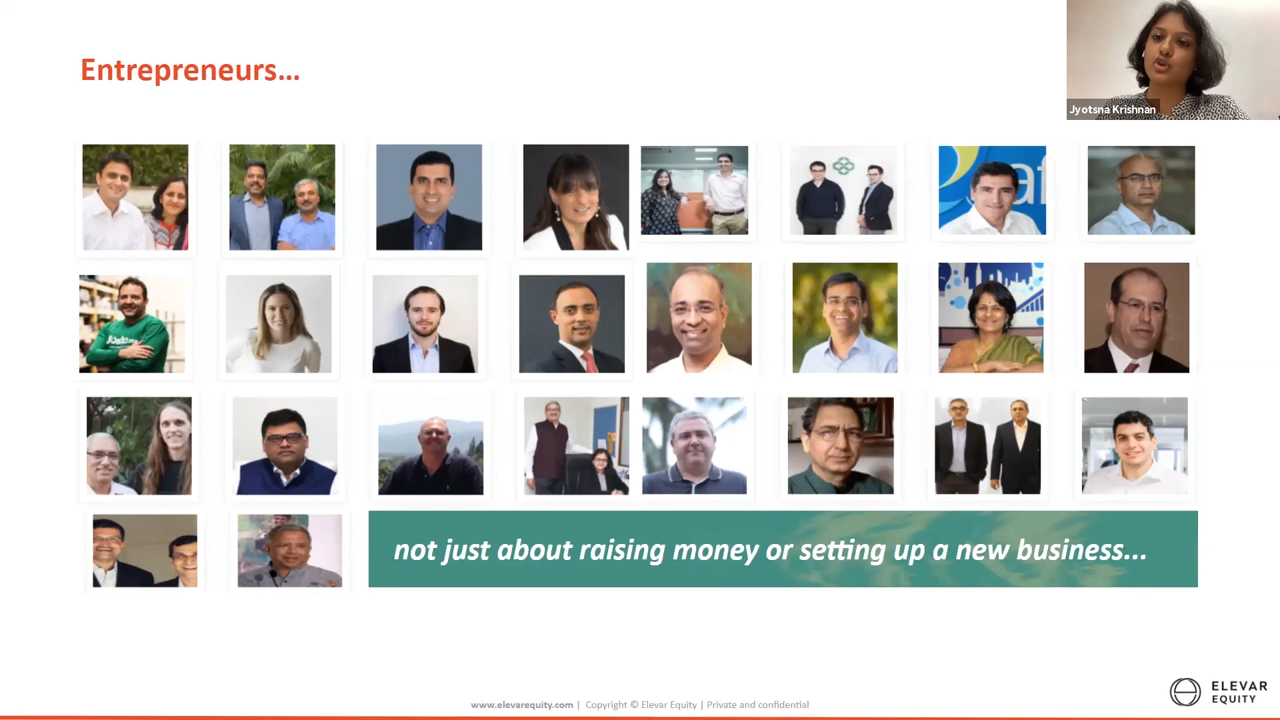 Entrepreneurs...
Jyotsna Krishnan
af
not just about raising money or setting up a new business...
www.elevarequity.com | Copyright © Elevar Equity | Private and confidential
ELEVAR
EQUITY